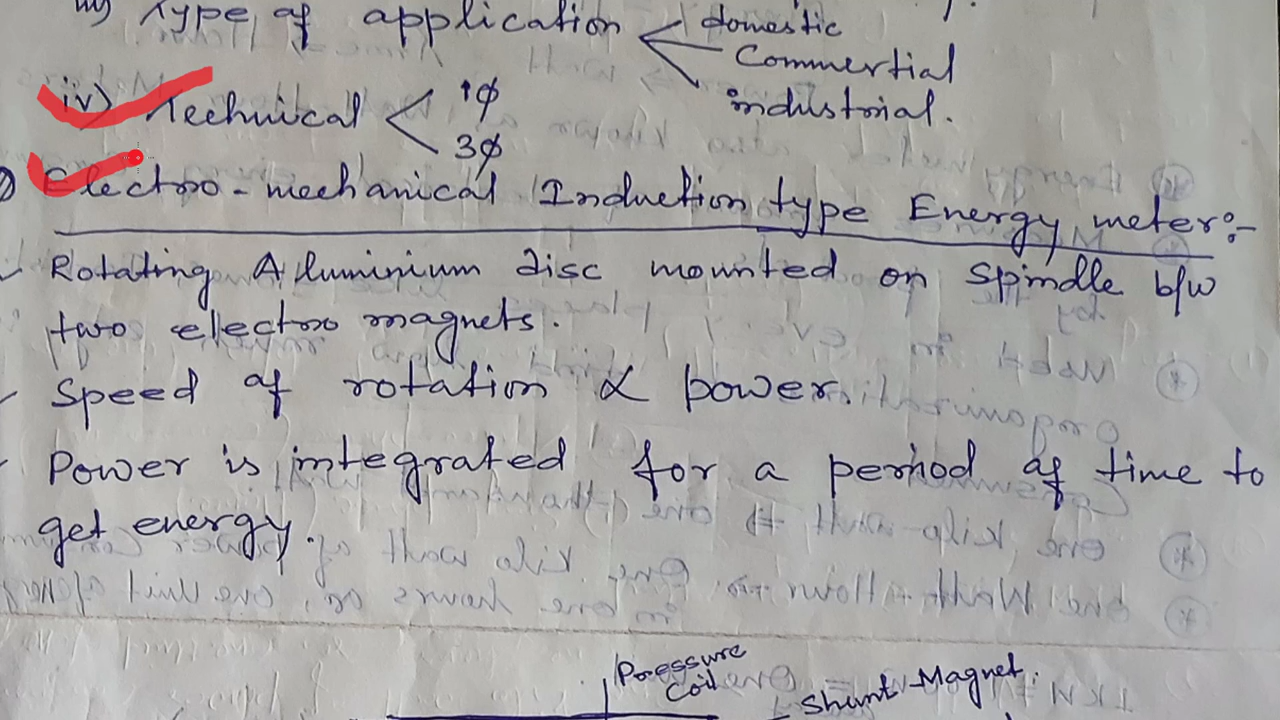 iii) Type of application < domestic
Commertial
industrial.
iv) Technical < 1φ
3φ
Electro-mechanical Induction type Energy meter:-
Rotating Aluminium disc mounted on spindle b/w
two electro magnets.
Speed of rotation ∝ power.
Power is integrated for a period of time to
get energy.
Pressure
Coil
Shunt Magnet.